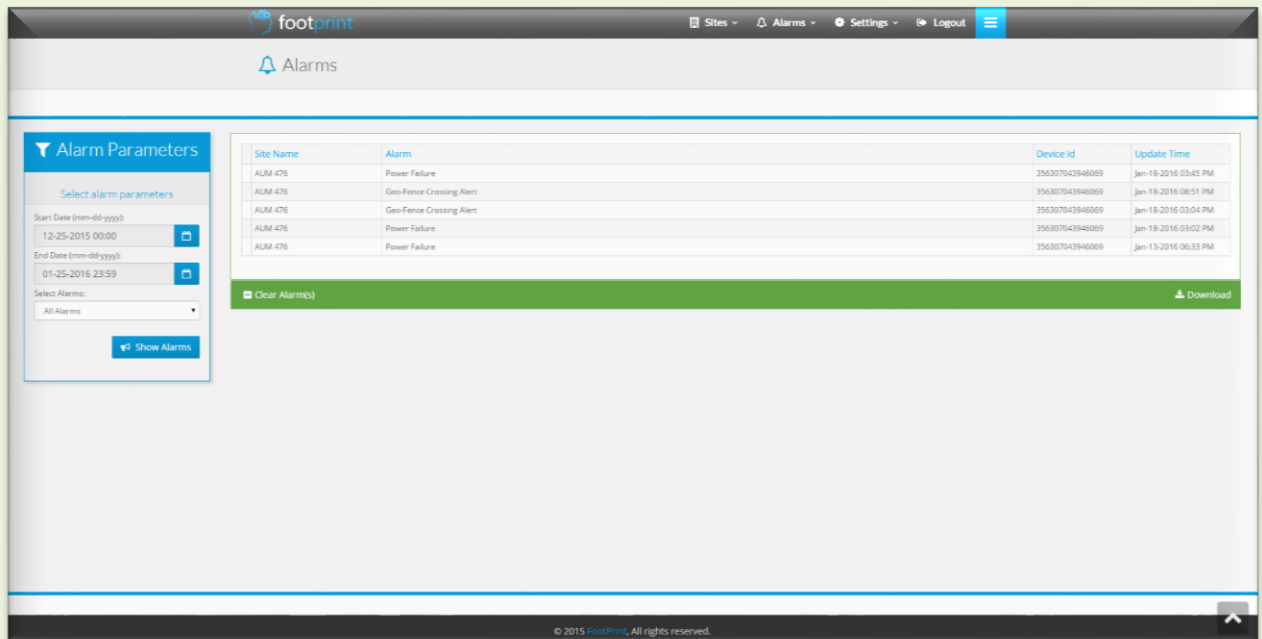 footprint Sites Alarms Settings Logout
Alarms
Alarm Parameters
Select alarm parameters
Start Date (mm-dd-yyyy):
12-25-2015 00:00
End Date (mm-dd-yyyy):
01-25-2016 23:59
Select Alarms:
All Alarms
Show Alarms
Site Name Alarm Device Id Update Time
AUM 476 Power Failure 356307043946069 Jan-18-2016 03:45 PM
AUM 476 Geo-Fence Crossing Alert 356307043946069 Jan-18-2016 08:51 PM
AUM 476 Geo-Fence Crossing Alert 356307043946069 Jan-18-2016 03:04 PM
AUM 476 Power Failure 356307043946069 Jan-18-2016 03:02 PM
AUM 476 Power Failure 356307043946069 Jan-13-2016 06:33 PM
Clear Alarm(s) Download
© 2015 FootPrint, All rights reserved.